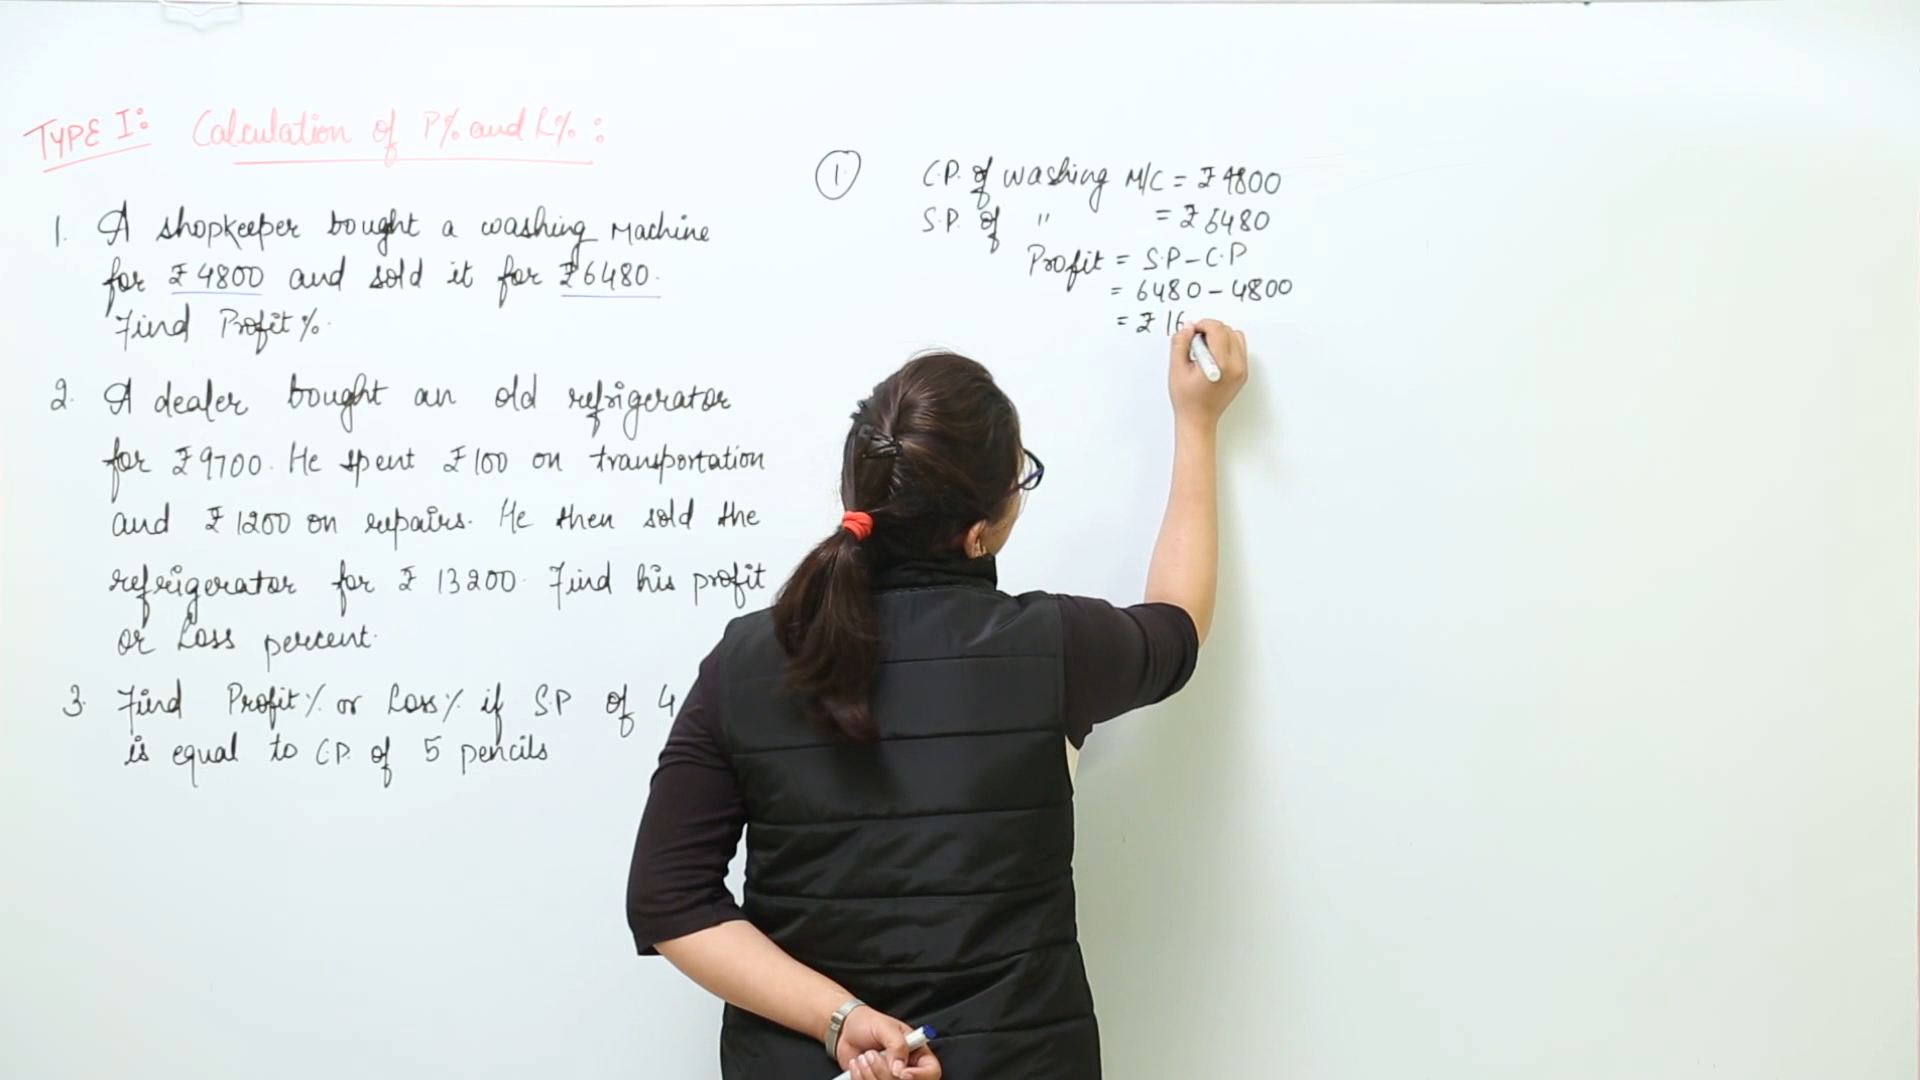 TYPE I: Calculation of P% and L%:
1. A shopkeeper bought a washing Machine
for ₹4800 and sold it for ₹6480.
Find Profit%.
2. A dealer bought an old refrigerator
for ₹9700. He spent ₹100 on transportation
and ₹1200 on repairs. He then sold the
refrigerator for ₹ 13200. Find his profit
or Loss percent.
3. Find Profit% or Loss% if S.P of 4
is equal to C.P. of 5 pencils
①
C.P. of washing M/C = ₹4800
S.P. of " = ₹6480
Profit = S.P - C.P
= 6480 - 4800
= ₹ 16